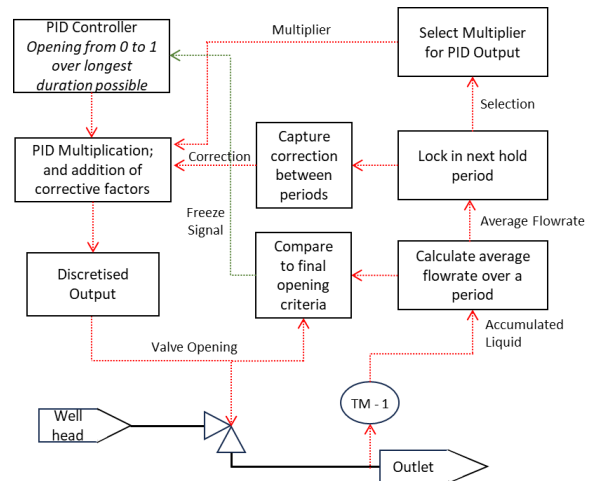 PID Controller
Opening from 0 to 1
over longest
duration possible
Multiplier
Select Multiplier
for PID Output
Selection
PID Multiplication;
and addition of
corrective factors
Correction
Capture
correction
between
periods
Lock in next hold
period
Average Flowrate
Freeze
Signal
Discretised
Output
Compare
to final
opening
criteria
Calculate average
flowrate over a
period
Accumulated
Liquid
Valve Opening
TM - 1
Well
head
Outlet